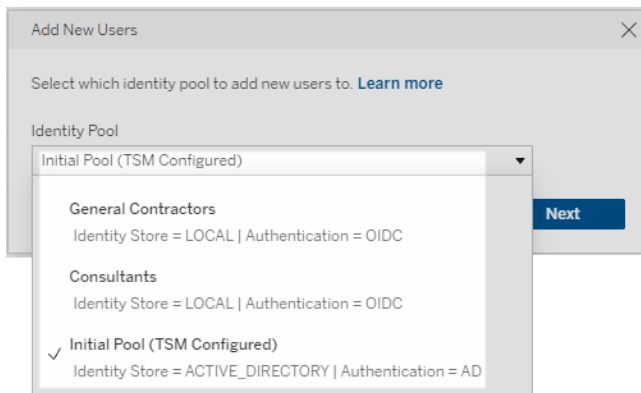 Add New Users
Select which identity pool to add new users to. Learn more
Identity Pool
Initial Pool (TSM Configured)
General Contractors
Identity Store = LOCAL | Authentication = OIDC
Next
Consultants
Identity Store = LOCAL | Authentication = OIDC
Initial Pool (TSM Configured)
Identity Store = ACTIVE_DIRECTORY | Authentication = AD